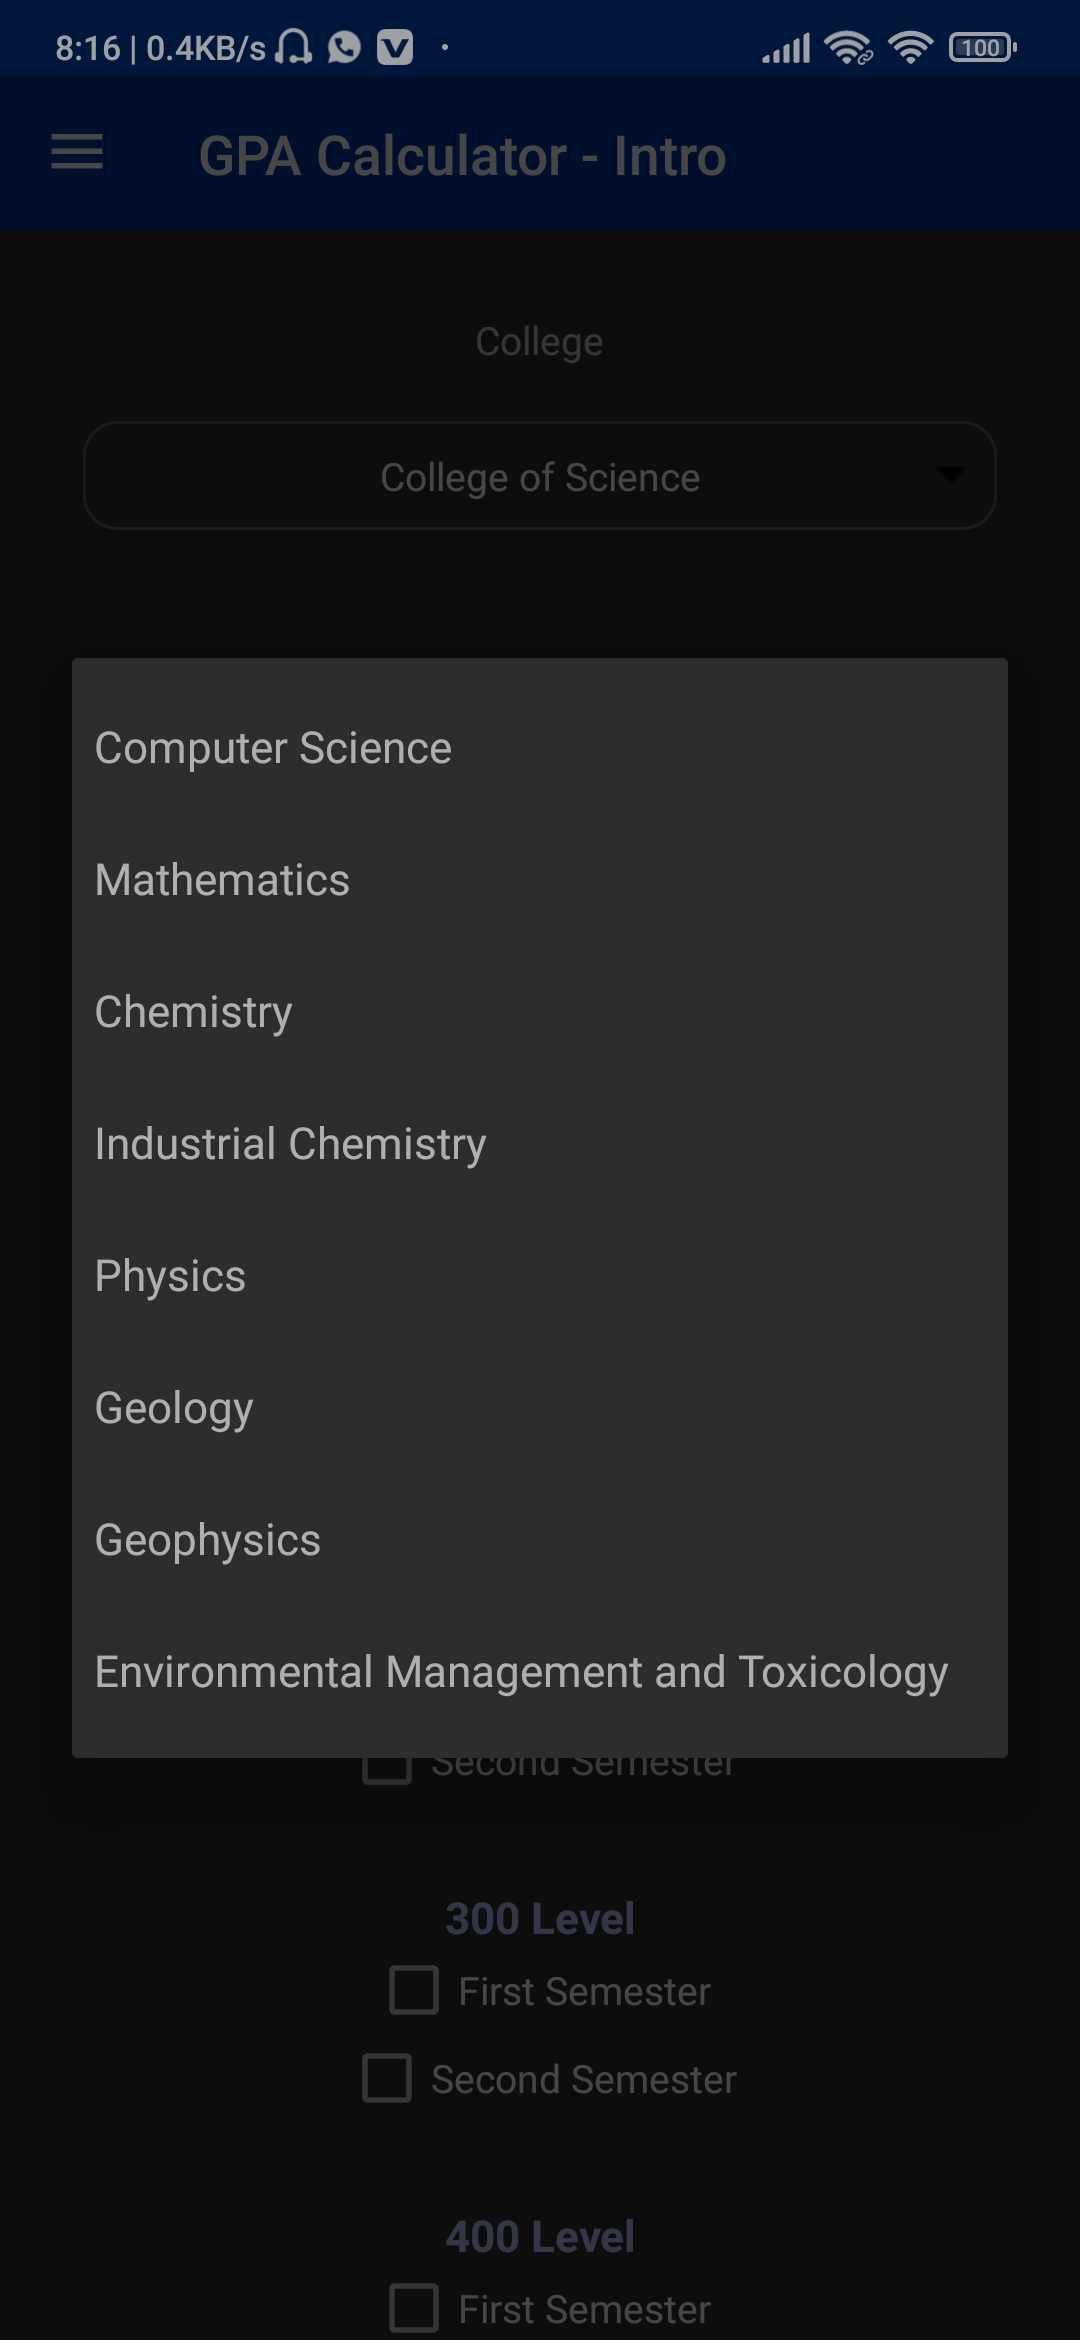 8:16 | 0.4KB/s
100
GPA Calculator - Intro
College
College of Science
Computer Science
Mathematics
Chemistry
Industrial Chemistry
Physics
Geology
Geophysics
Environmental Management and Toxicology
Second Semester
300 Level
First Semester
Second Semester
400 Level
First Semester